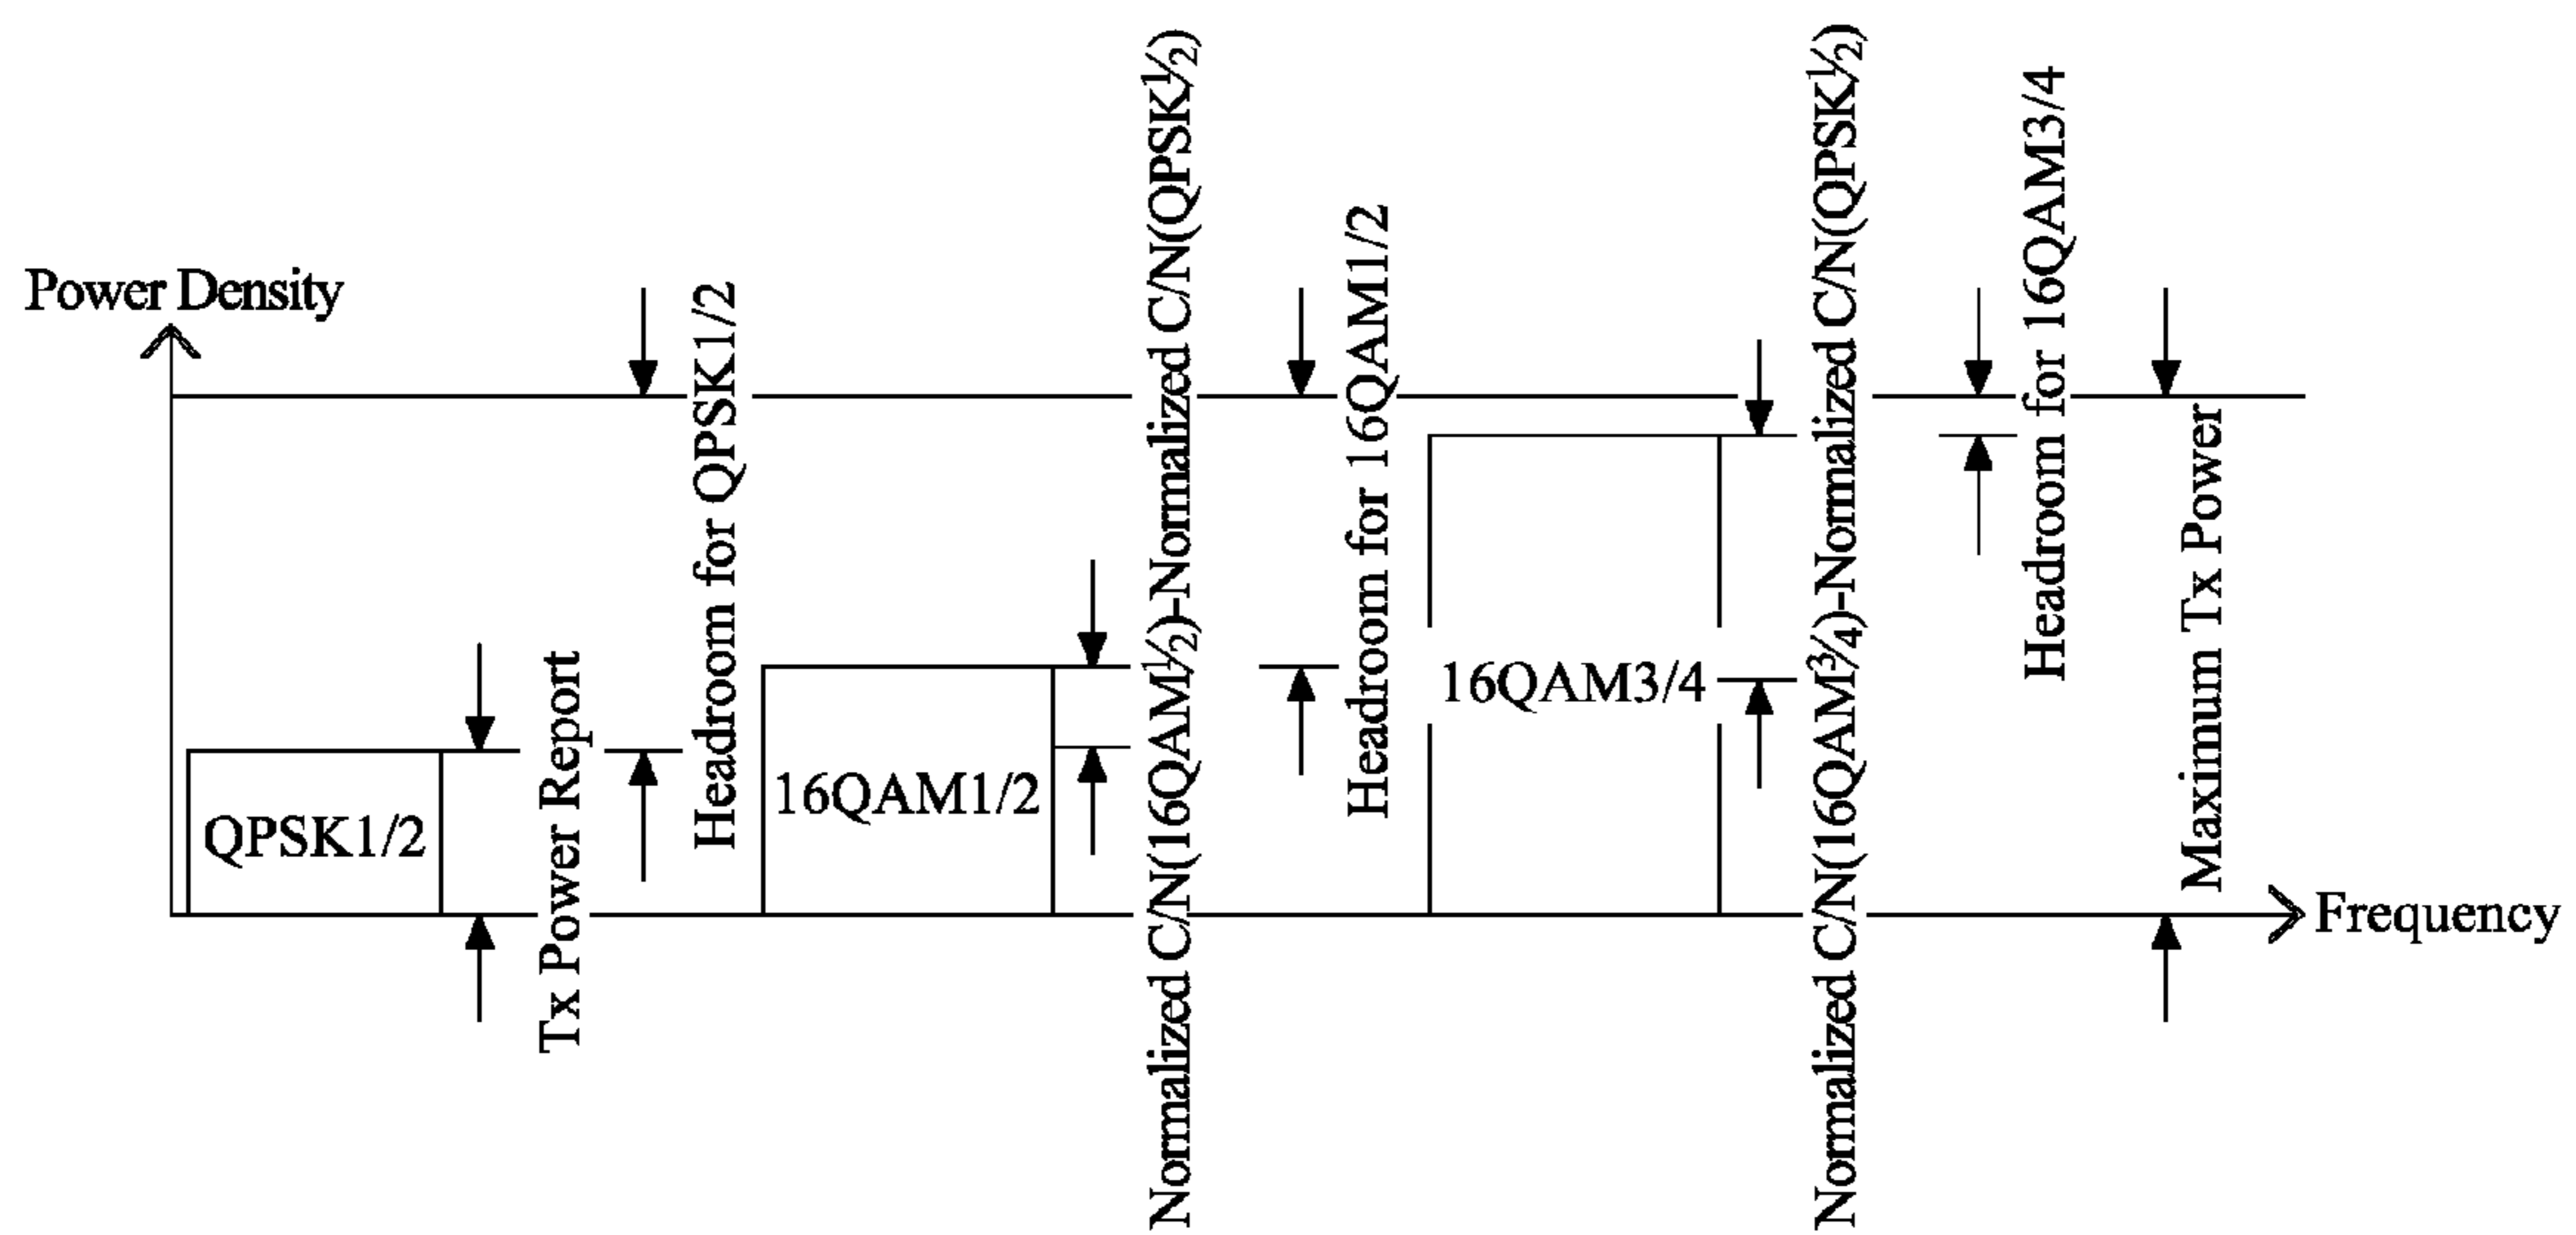 Power Density
QPSK1/2
Tx Power Report
Headroom for QPSK1/2
16QAM1/2
Normalized C/N(16QAM½)-Normalized C/N(QPSK½)
Headroom for 16QAM1/2
16QAM3/4
Normalized C/N(16QAM¾)-Normalized C/N(QPSK½)
Headroom for 16QAM3/4
Maximum Tx Power
Frequency